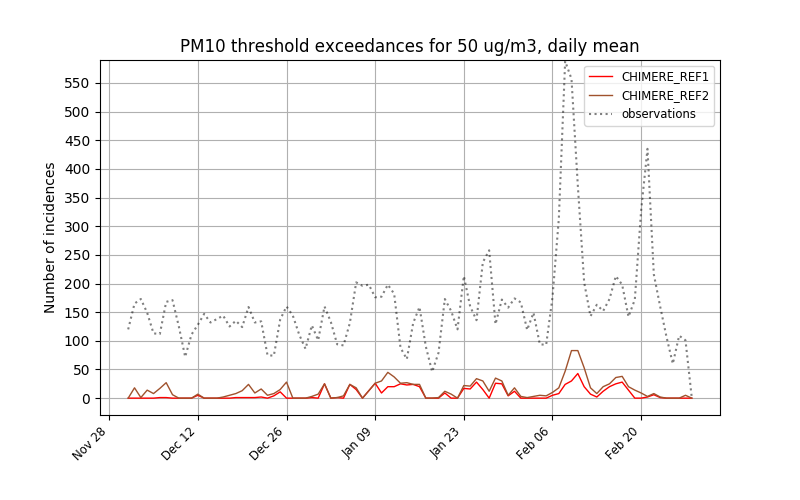 PM10 threshold exceedances for 50 ug/m3, daily mean
CHIMERE_REF1
CHIMERE_REF2
observations
Number of incidences
550
500
450
400
350
300
250
200
150
100
50
0
Nov 28
Dec 12
Dec 26
Jan 09
Jan 23
Feb 06
Feb 20